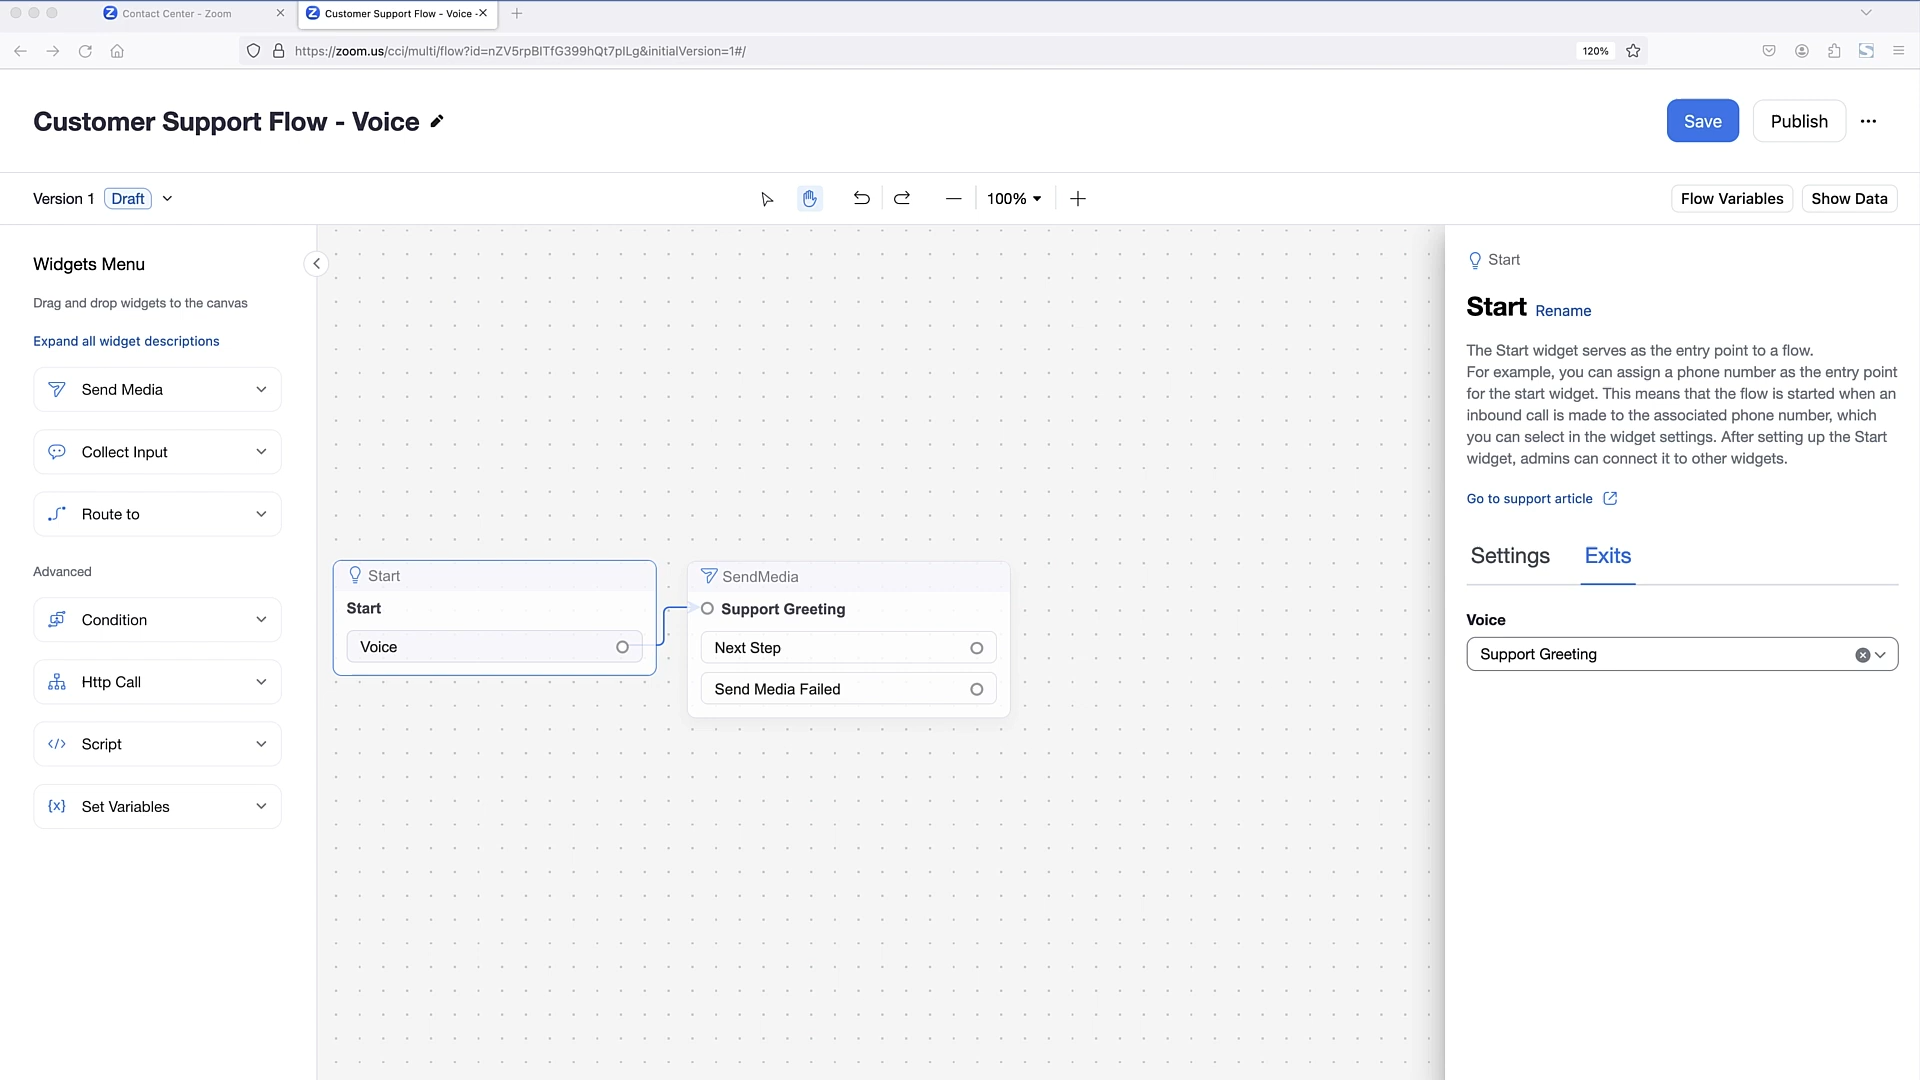 Contact Center - Zoom
Customer Support Flow - Voice -
https://zoom.us/cci/multi/flow?id=nZV5rpBlTfG399hQt7pILg&initialVersion=1#/
120%
Customer Support Flow - Voice
Save
Publish
Version 1
Draft
100%
Flow Variables
Show Data
Widgets Menu
Drag and drop widgets to the canvas
Expand all widget descriptions
Send Media
Collect Input
Route to
Advanced
Condition
Http Call
Script
Set Variables
Start
Start
Voice
SendMedia
Support Greeting
Next Step
Send Media Failed
Start
Start Rename
The Start widget serves as the entry point to a flow.
For example, you can assign a phone number as the entry point
for the start widget. This means that the flow is started when an
inbound call is made to the associated phone number, which
you can select in the widget settings. After setting up the Start
widget, admins can connect it to other widgets.
Go to support article
Settings
Exits
Voice
Support Greeting